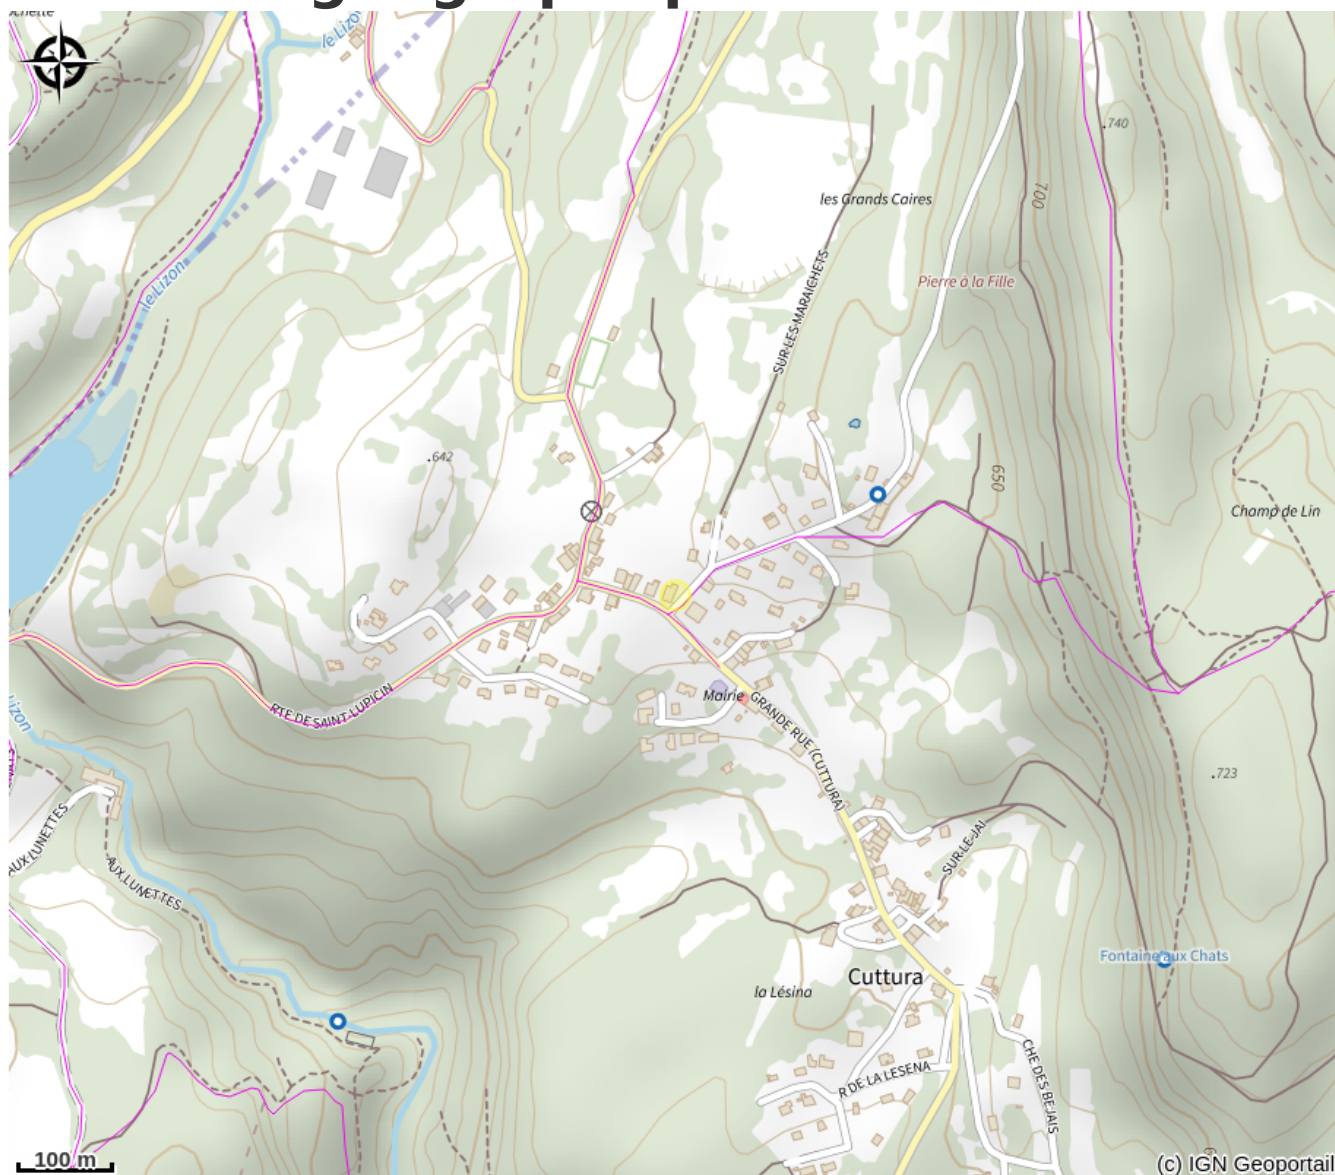 le Lizon
740
700
les Grands Caires
SUR LES MARAICHETS
Pierre à la Fille
le Lizon
642
650
Champ de Lin
RTE DE SAINT-LUPICIN
Mairie
GRANDE RUE (CUTTURA)
723
AUX LUNETTES
AUX LUNETTES
SUR LE JAI
Fontaine aux Chats
Cuttura
la Lésina
R DE LA LESENA
CHE DES BEJAIS
100 m
(c) IGN Geoportail